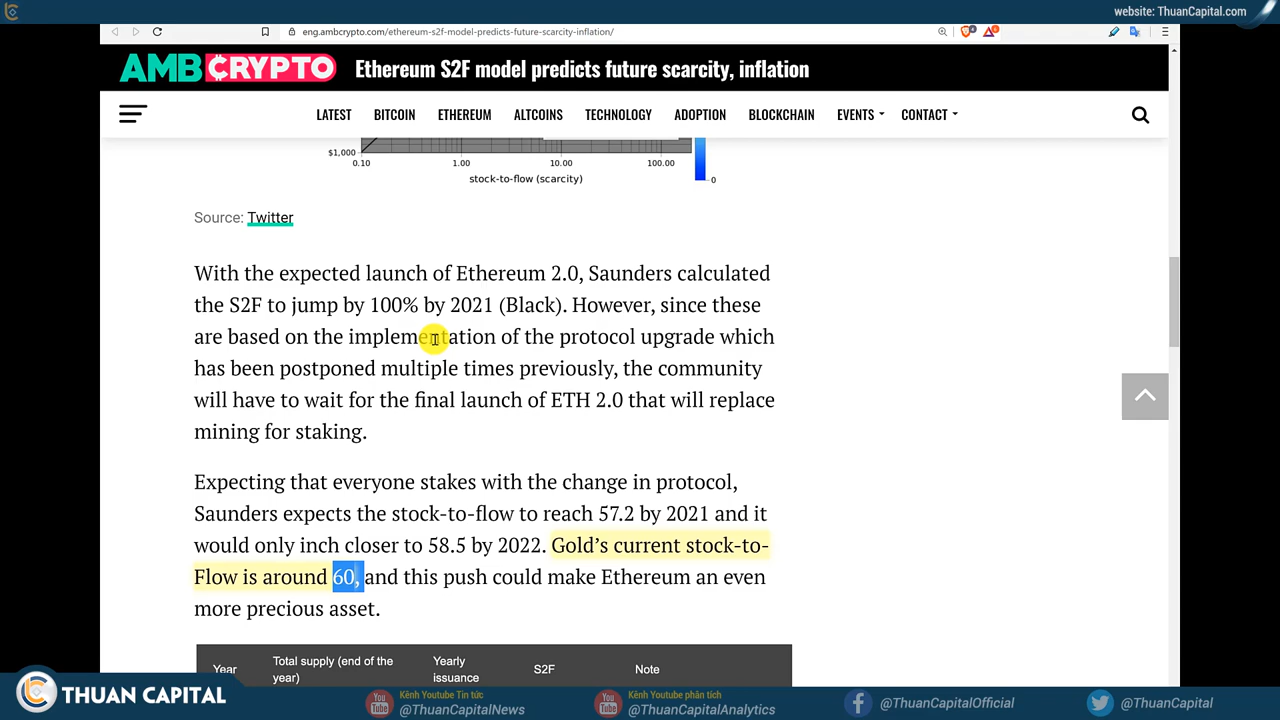 website: ThuanCapital.com
eng.ambcrypto.com/ethereum-s2f-model-predicts-future-scarcity-inflation/
AMBCRYPTO Ethereum S2F model predicts future scarcity, inflation
LATEST BITCOIN ETHEREUM ALTCOINS TECHNOLOGY ADOPTION BLOCKCHAIN EVENTS CONTACT
$1,000
0.10 1.00 10.00 100.00
0
stock-to-flow (scarcity)
Source: Twitter
With the expected launch of Ethereum 2.0, Saunders calculated
the S2F to jump by 100% by 2021 (Black). However, since these
are based on the implementation of the protocol upgrade which
has been postponed multiple times previously, the community
will have to wait for the final launch of ETH 2.0 that will replace
mining for staking.
Expecting that everyone stakes with the change in protocol,
Saunders expects the stock-to-flow to reach 57.2 by 2021 and it
would only inch closer to 58.5 by 2022. Gold’s current stock-to-
Flow is around 60, and this push could make Ethereum an even
more precious asset.
Year Total supply (end of the year) Yearly issuance S2F Note
THUAN CAPITAL
Kênh Youtube Tin tức
@ThuanCapitalNews
Kênh Youtube phân tích
@ThuanCapitalAnalytics
@ThuanCapitalOfficial
@ThuanCapital